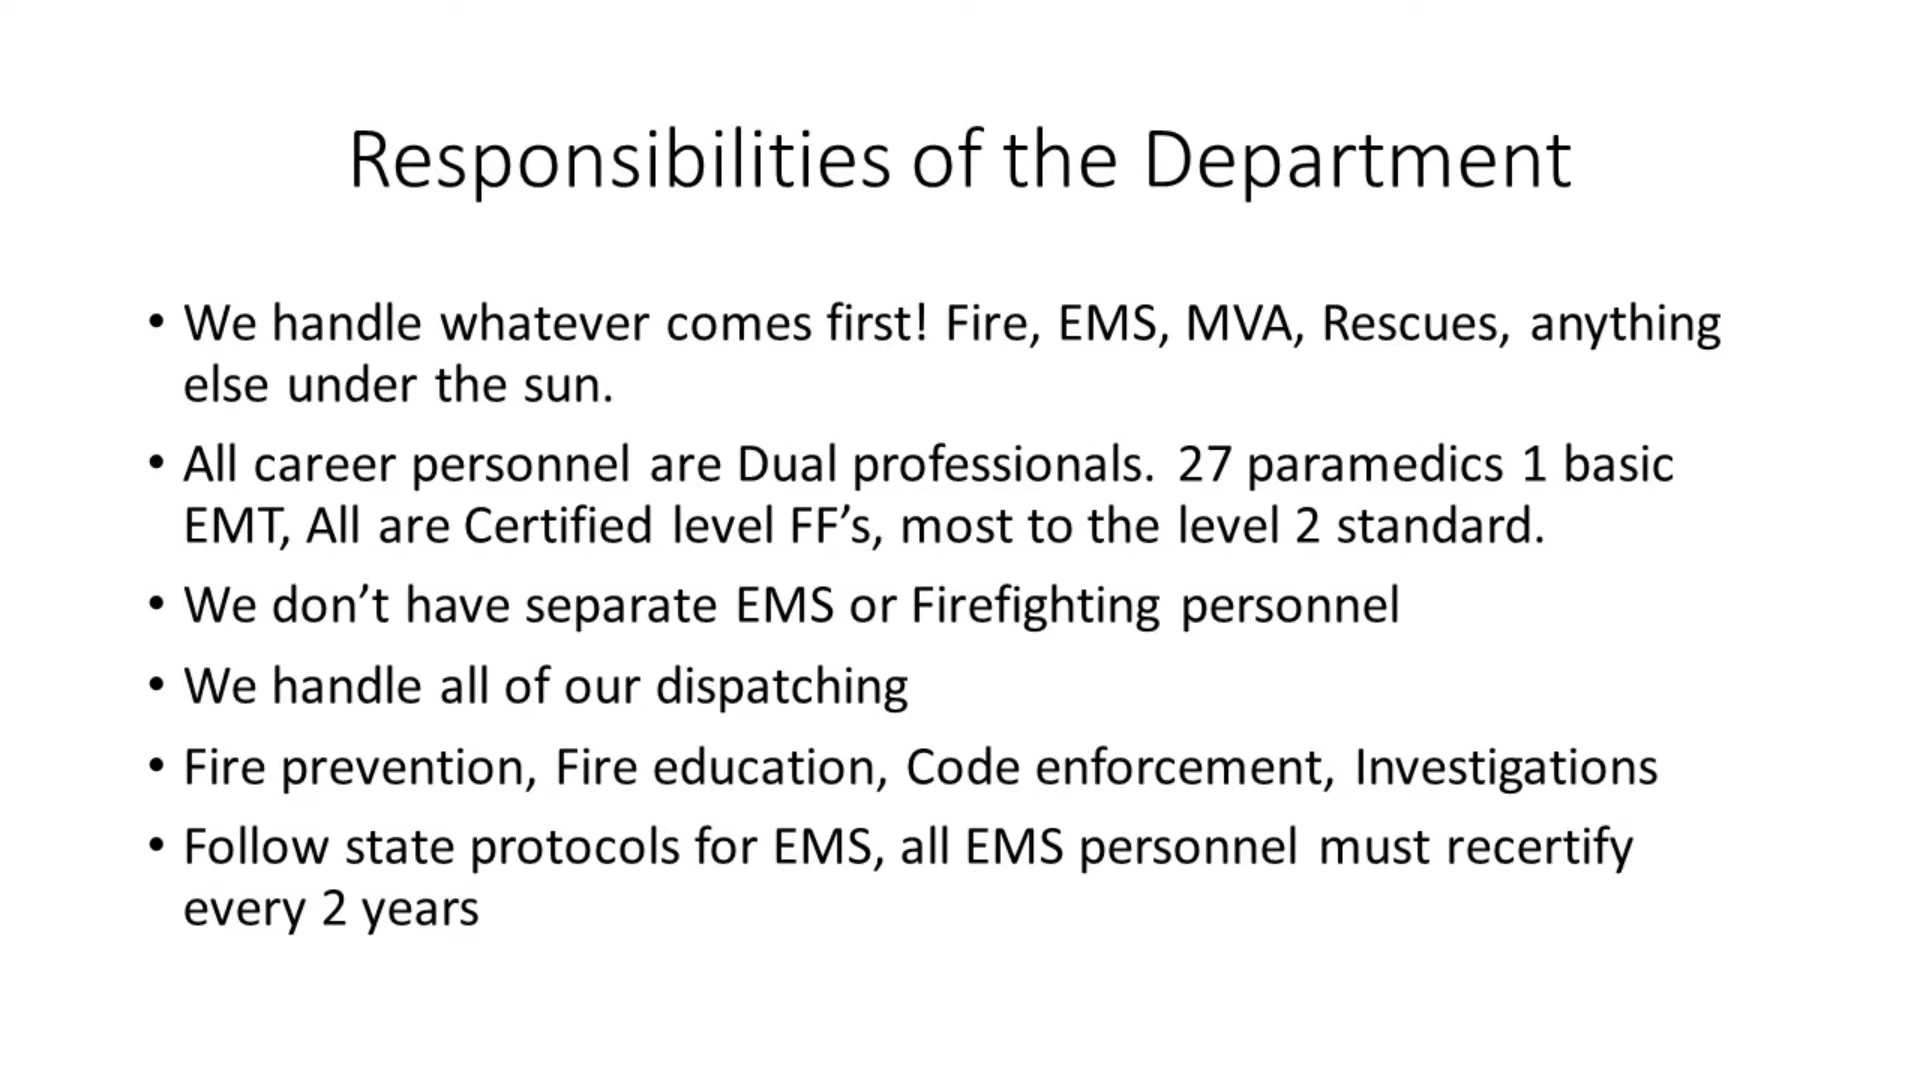 Responsibilities of the Department
• We handle whatever comes first! Fire, EMS, MVA, Rescues, anything
else under the sun.
• All career personnel are Dual professionals. 27 paramedics 1 basic
EMT, All are Certified level FF’s, most to the level 2 standard.
• We don’t have separate EMS or Firefighting personnel
• We handle all of our dispatching
• Fire prevention, Fire education, Code enforcement, Investigations
• Follow state protocols for EMS, all EMS personnel must recertify
every 2 years